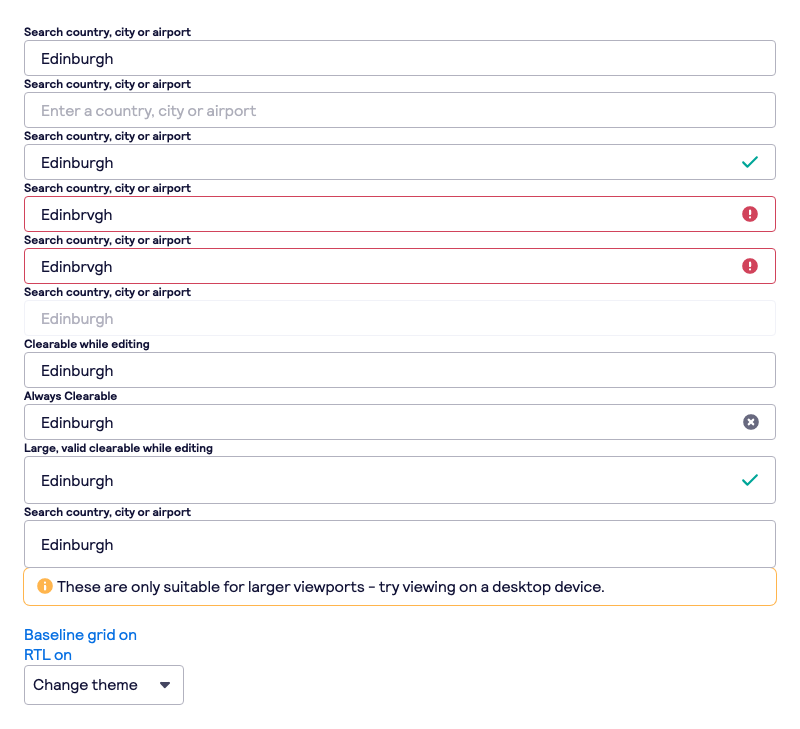 Search country, city or airport
Edinburgh
Search country, city or airport
Enter a country, city or airport
Search country, city or airport
Edinburgh
Search country, city or airport
Edinbrvgh
Search country, city or airport
Edinbrvgh
Search country, city or airport
Edinburgh
Clearable while editing
Edinburgh
Always Clearable
Edinburgh
Large, valid clearable while editing
Edinburgh
Search country, city or airport
Edinburgh
These are only suitable for larger viewports - try viewing on a desktop device.
Baseline grid on
RTL on
Change theme